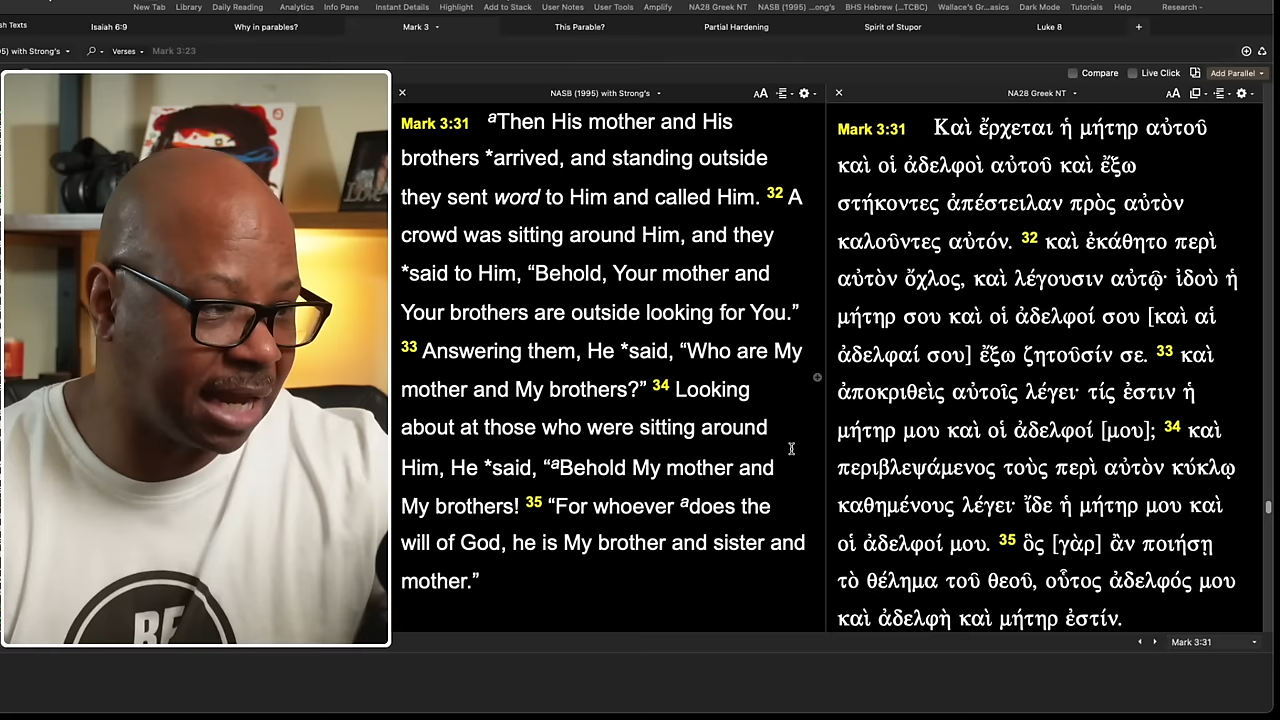 New Tab Library Daily Reading Analytics Info Pane Instant Details Highlight Add to Stack User Notes User Tools Amplify NA28 Greek NT NASB (1995) ...ong's BHS Hebrew (...TCBC) Wallace's Gr...asics Dark Mode Tutorials Help Research
sh Texts Isaiah 6:9 Why in parables? Mark 3 This Parable? Partial Hardening Spirit of Stupor Luke 8 +
95) with Strong's Verses Mark 3:23
Compare Live Click Add Parallel
NASB (1995) with Strong's
Mark 3:31 aThen His mother and His
brothers *arrived, and standing outside
they sent word to Him and called Him. 32 A
crowd was sitting around Him, and they
*said to Him, “Behold, Your mother and
Your brothers are outside looking for You.”
33 Answering them, He *said, “Who are My
mother and My brothers?” 34 Looking
about at those who were sitting around
Him, He *said, “aBehold My mother and
My brothers! 35 “For whoever adoes the
will of God, he is My brother and sister and
mother.”
NA28 Greek NT
Mark 3:31 Καὶ ἔρχεται ἡ μήτηρ αὐτοῦ
καὶ οἱ ἀδελφοὶ αὐτοῦ καὶ ἔξω
στήκοντες ἀπέστειλαν πρὸς αὐτὸν
καλοῦντες αὐτόν. 32 καὶ ἐκάθητο περὶ
αὐτὸν ὄχλος, καὶ λέγουσιν αὐτῷ· ἰδοὺ ἡ
μήτηρ σου καὶ οἱ ἀδελφοί σου [καὶ αἱ
ἀδελφαί σου] ἔξω ζητοῦσίν σε. 33 καὶ
ἀποκριθεὶς αὐτοῖς λέγει· τίς ἐστιν ἡ
μήτηρ μου καὶ οἱ ἀδελφοί [μου]; 34 καὶ
περιβλεψάμενος τοὺς περὶ αὐτὸν κύκλῳ
καθημένους λέγει· ἴδε ἡ μήτηρ μου καὶ
οἱ ἀδελφοί μου. 35 ὃς [γὰρ] ἂν ποιήσῃ
τὸ θέλημα τοῦ θεοῦ, οὗτος ἀδελφός μου
καὶ ἀδελφὴ καὶ μήτηρ ἐστίν.
Mark 3:31
BE